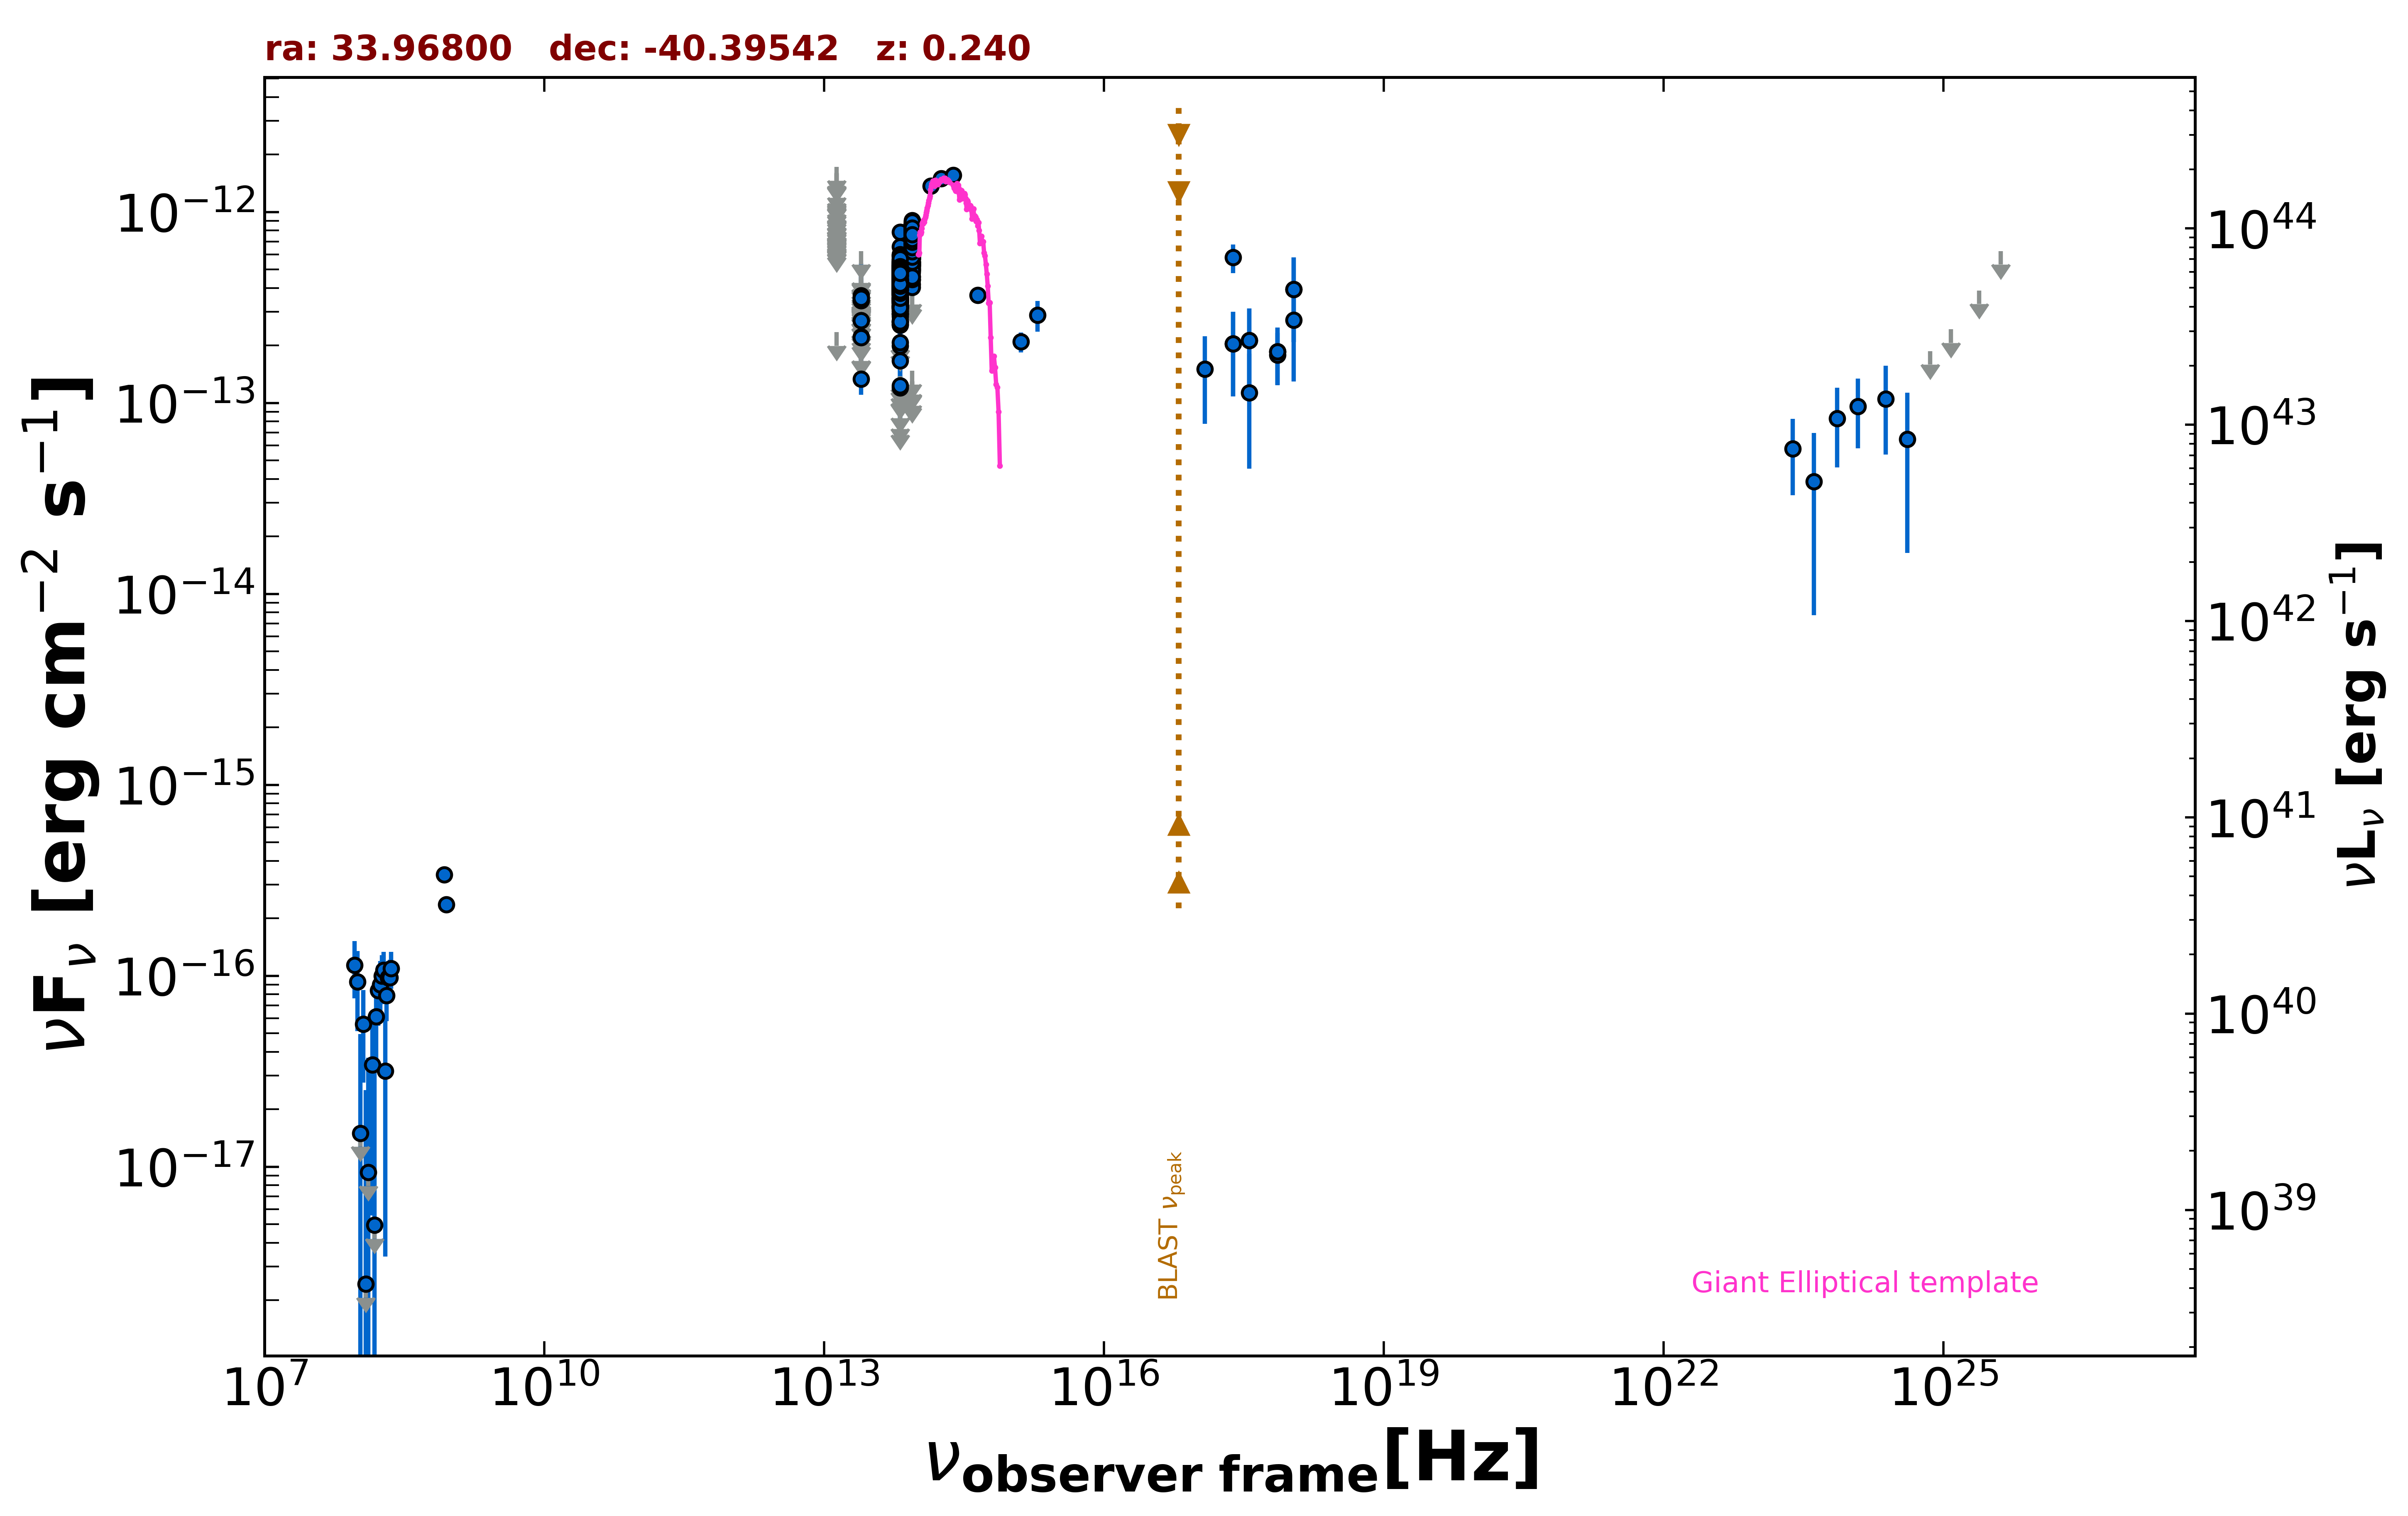 ra: 33.96800   dec: -40.39542   z: 0.240
10⁻¹²
10⁻¹³
10⁻¹⁴
10⁻¹⁵
10⁻¹⁶
10⁻¹⁷
νFν [erg cm⁻² s⁻¹]
10⁴⁴
10⁴³
10⁴²
10⁴¹
10⁴⁰
10³⁹
νLν [erg s⁻¹]
BLAST νpeak
Giant Elliptical template
10⁷ 10¹⁰ 10¹³ 10¹⁶ 10¹⁹ 10²² 10²⁵
νobserver frame[Hz]